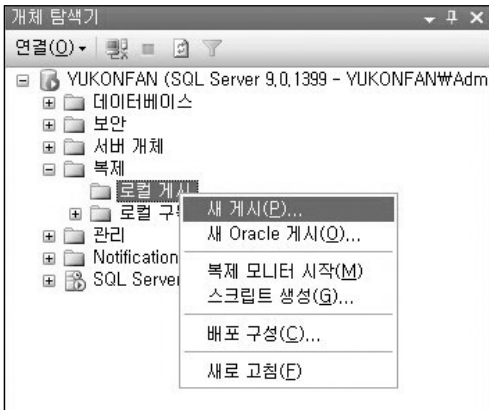 개체 탐색기
연결(O)
YUKONFAN (SQL Server 9.0.1399 - YUKONFAN₩Adm
데이터베이스
보안
서버 개체
복제
로컬 게시
로컬 구
관리
Notification
SQL Server
새 게시(P)...
새 Oracle 게시(O)...
복제 모니터 시작(M)
스크립트 생성(G)...
배포 구성(C)...
새로 고침(F)